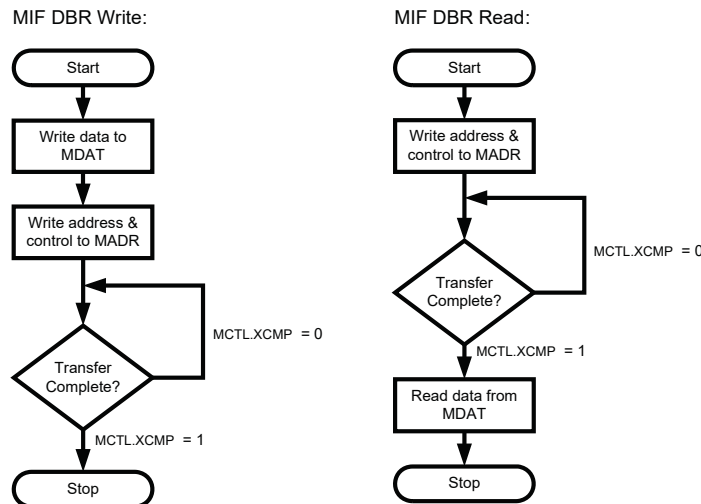 MIF DBR Write:
Start
Write data to
MDAT
Write address &
control to MADR
MCTL.XCMP = 0
Transfer
Complete?
MCTL.XCMP = 1
Stop
MIF DBR Read:
Start
Write address &
control to MADR
MCTL.XCMP = 0
Transfer
Complete?
MCTL.XCMP = 1
Read data from
MDAT
Stop